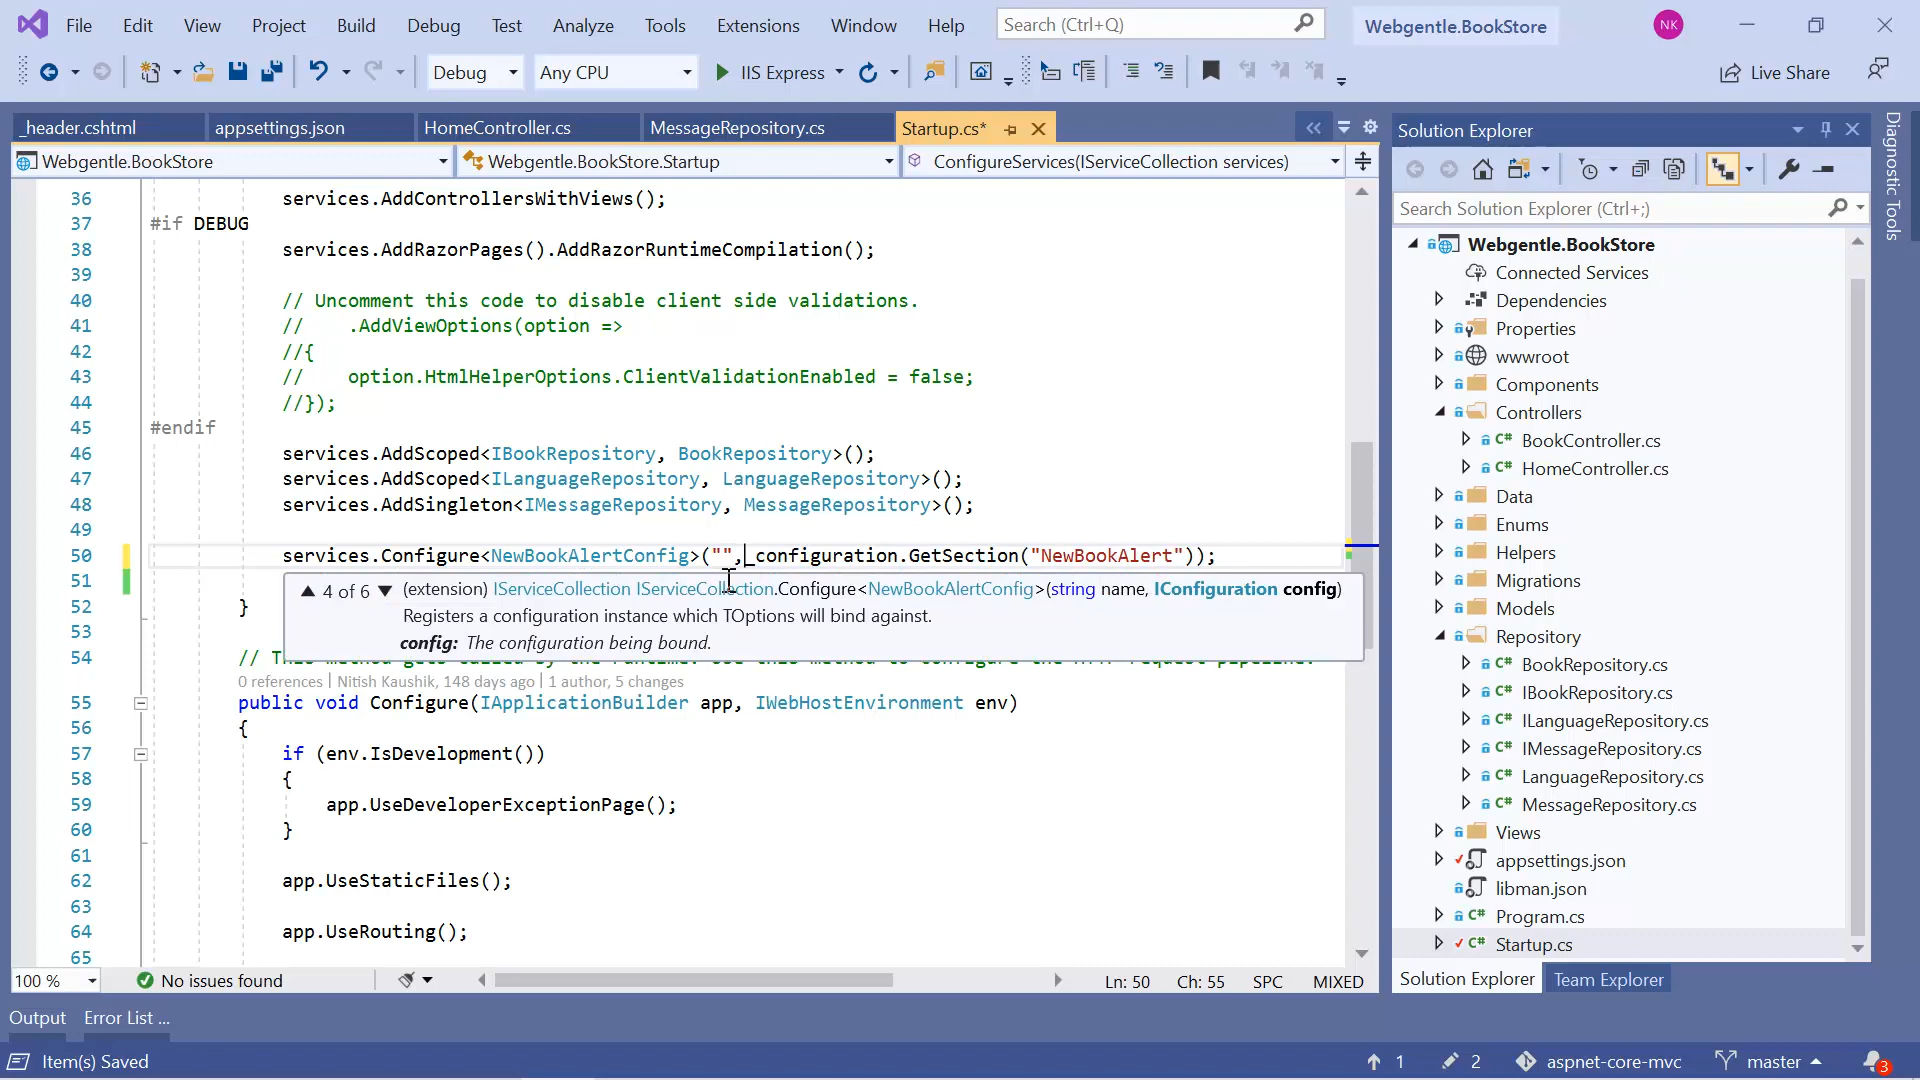 File Edit View Project Build Debug Test Analyze Tools Extensions Window Help Search (Ctrl+Q) Webgentle.BookStore NK
Debug Any CPU IIS Express Live Share
_header.cshtml appsettings.json HomeController.cs MessageRepository.cs Startup.cs*
Webgentle.BookStore Webgentle.BookStore.Startup ConfigureServices(IServiceCollection services)
36 services.AddControllersWithViews();
37 #if DEBUG
38 services.AddRazorPages().AddRazorRuntimeCompilation();
39
40 // Uncomment this code to disable client side validations.
41 // .AddViewOptions(option =>
42 //{
43 // option.HtmlHelperOptions.ClientValidationEnabled = false;
44 //});
45 #endif
46 services.AddScoped<IBookRepository, BookRepository>();
47 services.AddScoped<ILanguageRepository, LanguageRepository>();
48 services.AddSingleton<IMessageRepository, MessageRepository>();
49
50 services.Configure<NewBookAlertConfig>("",_configuration.GetSection("NewBookAlert"));
51
4 of 6 (extension) IServiceCollection IServiceCollection.Configure<NewBookAlertConfig>(string name, IConfiguration config)
Registers a configuration instance which TOptions will bind against.
config: The configuration being bound.
52 }
53
54
0 references | Nitish Kaushik, 148 days ago | 1 author, 5 changes
55 public void Configure(IApplicationBuilder app, IWebHostEnvironment env)
56 {
57 if (env.IsDevelopment())
58 {
59 app.UseDeveloperExceptionPage();
60 }
61
62 app.UseStaticFiles();
63
64 app.UseRouting();
65
100 % No issues found Ln: 50 Ch: 55 SPC MIXED
Solution Explorer
Search Solution Explorer (Ctrl+;)
Webgentle.BookStore
Connected Services
Dependencies
Properties
wwwroot
Components
Controllers
C# BookController.cs
C# HomeController.cs
Data
Enums
Helpers
Migrations
Models
Repository
C# BookRepository.cs
C# IBookRepository.cs
C# ILanguageRepository.cs
C# IMessageRepository.cs
C# LanguageRepository.cs
C# MessageRepository.cs
Views
appsettings.json
libman.json
C# Program.cs
C# Startup.cs
Solution Explorer Team Explorer
Diagnostic Tools
Output Error List ...
Item(s) Saved 1 2 aspnet-core-mvc master 3